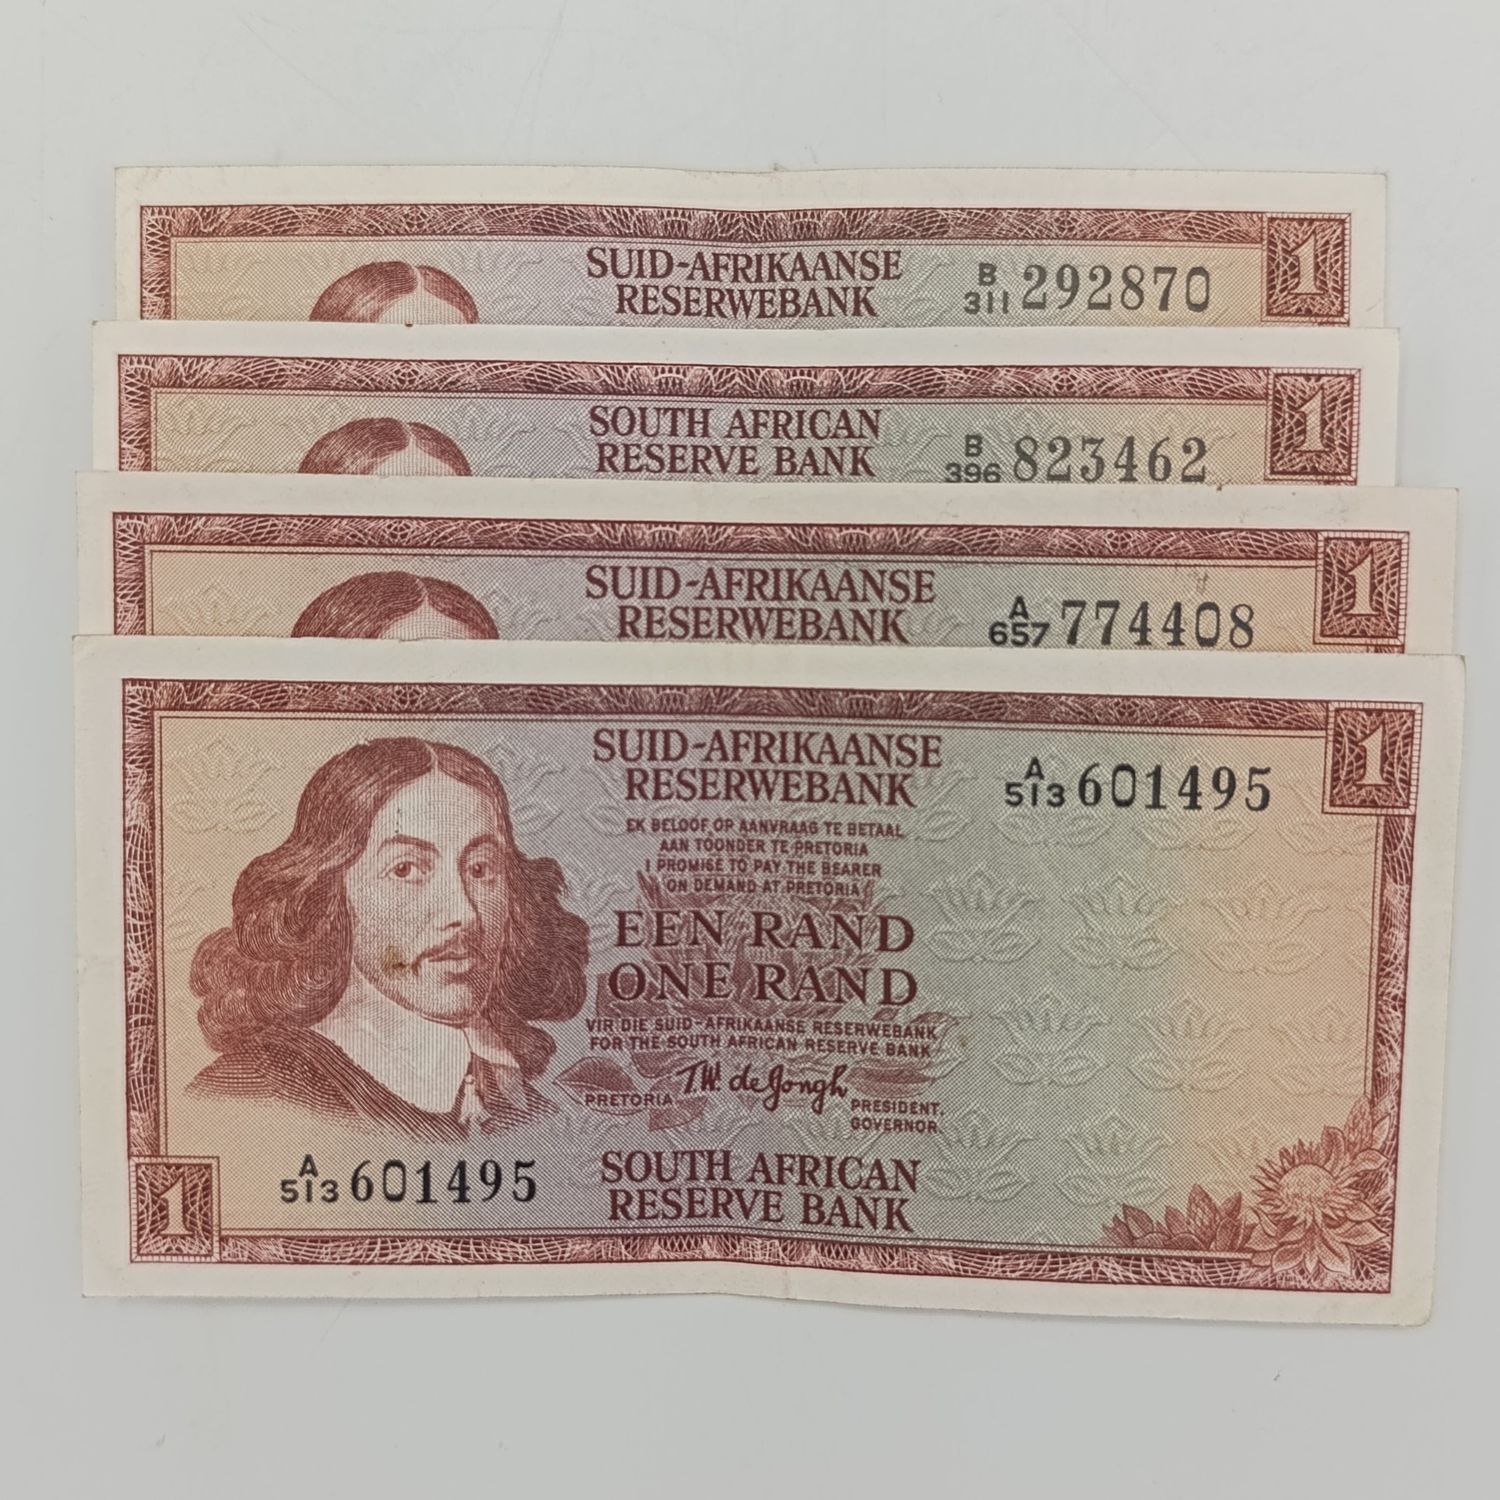 SUID-AFRIKAANSE
RESERWEBANK
B
311 292870
1
SOUTH AFRICAN
RESERVE BANK
B
396 823462
1
SUID-AFRIKAANSE
RESERWEBANK
A
657 774408
1
SUID-AFRIKAANSE
RESERWEBANK
A
513 601495
1
EK BELOOF OP AANVRAAG TE BETAAL
AAN TOONDER TE PRETORIA
I PROMISE TO PAY THE BEARER
ON DEMAND AT PRETORIA
EEN RAND
ONE RAND
VIR DIE SUID-AFRIKAANSE RESERWEBANK
FOR THE SOUTH AFRICAN RESERVE BANK
T.W. de Jongh
PRETORIA
PRESIDENT.
GOVERNOR.
A
513 601495
SOUTH AFRICAN
RESERVE BANK
1